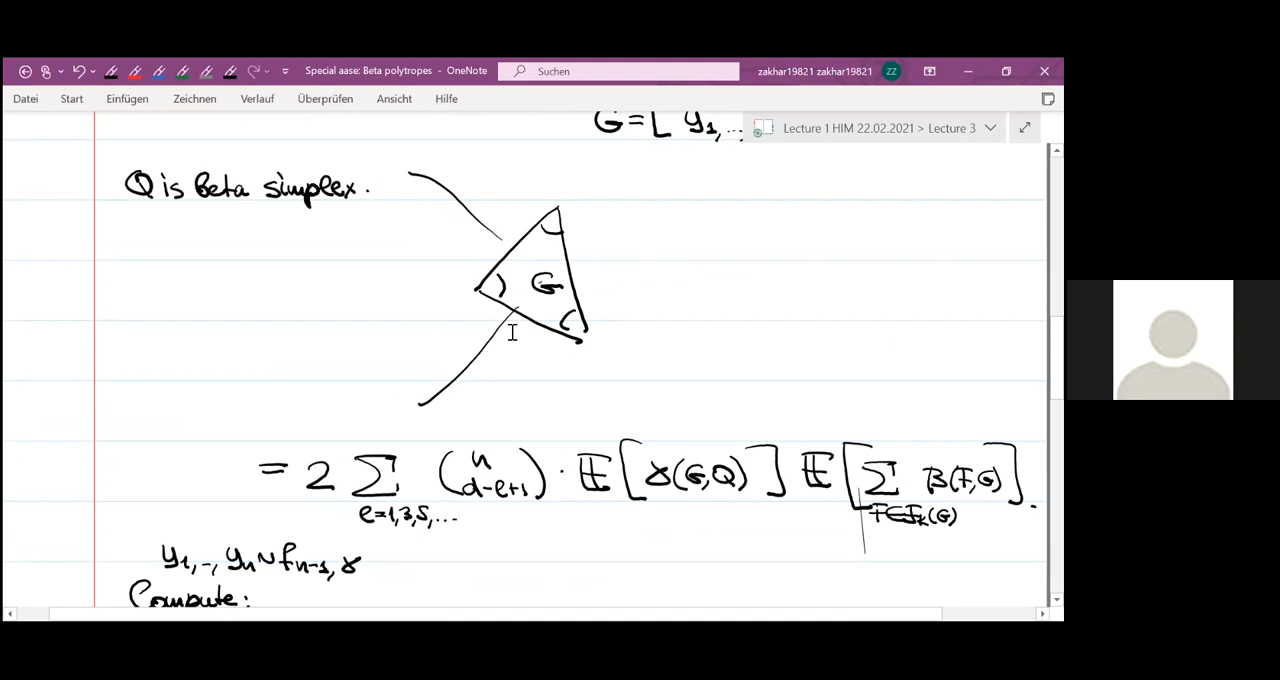 Special aase: Beta polytropes - OneNote
Suchen
zakhar19821 zakhar19821
ZZ
Datei Start Einfügen Zeichnen Verlauf Überprüfen Ansicht Hilfe
Lecture 1 HIM 22.02.2021 > Lecture 3
G = [ y₁, ...
Q is Beta simplex.
G
= 2 ∑_{e=1,3,5,...} (n d-e+1) · 𝔼[γ(G,Q)] 𝔼[∑_{F∈F_k(G)} β(F,G)].
y₁, ..., yₙ ~ f_{n-1,γ}
Compute: